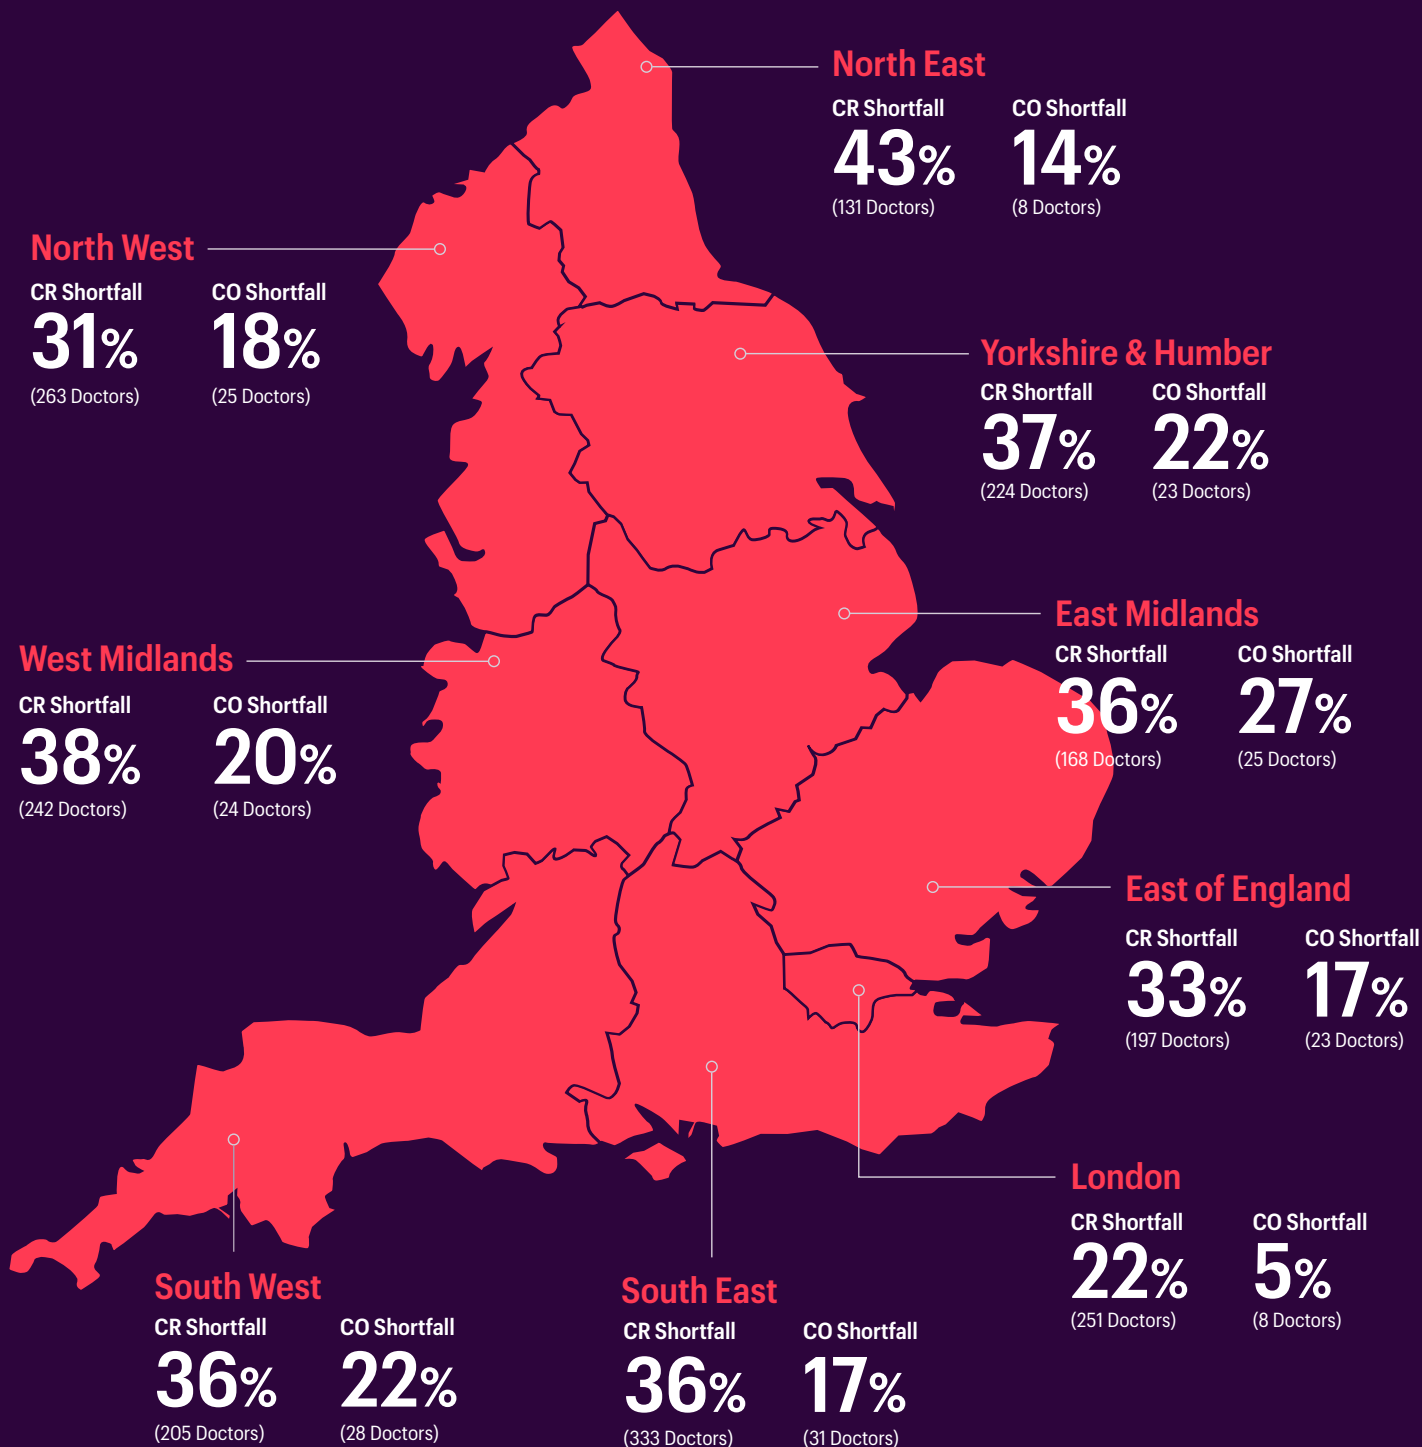 North East
CR Shortfall CO Shortfall
43% 14%
(131 Doctors) (8 Doctors)
North West
CR Shortfall CO Shortfall
31% 18%
(263 Doctors) (25 Doctors)
Yorkshire & Humber
CR Shortfall CO Shortfall
37% 22%
(224 Doctors) (23 Doctors)
East Midlands
CR Shortfall CO Shortfall
36% 27%
(168 Doctors) (25 Doctors)
West Midlands
CR Shortfall CO Shortfall
38% 20%
(242 Doctors) (24 Doctors)
East of England
CR Shortfall CO Shortfall
33% 17%
(197 Doctors) (23 Doctors)
London
CR Shortfall CO Shortfall
22% 5%
(251 Doctors) (8 Doctors)
South West
CR Shortfall CO Shortfall
36% 22%
(205 Doctors) (28 Doctors)
South East
CR Shortfall CO Shortfall
36% 17%
(333 Doctors) (31 Doctors)